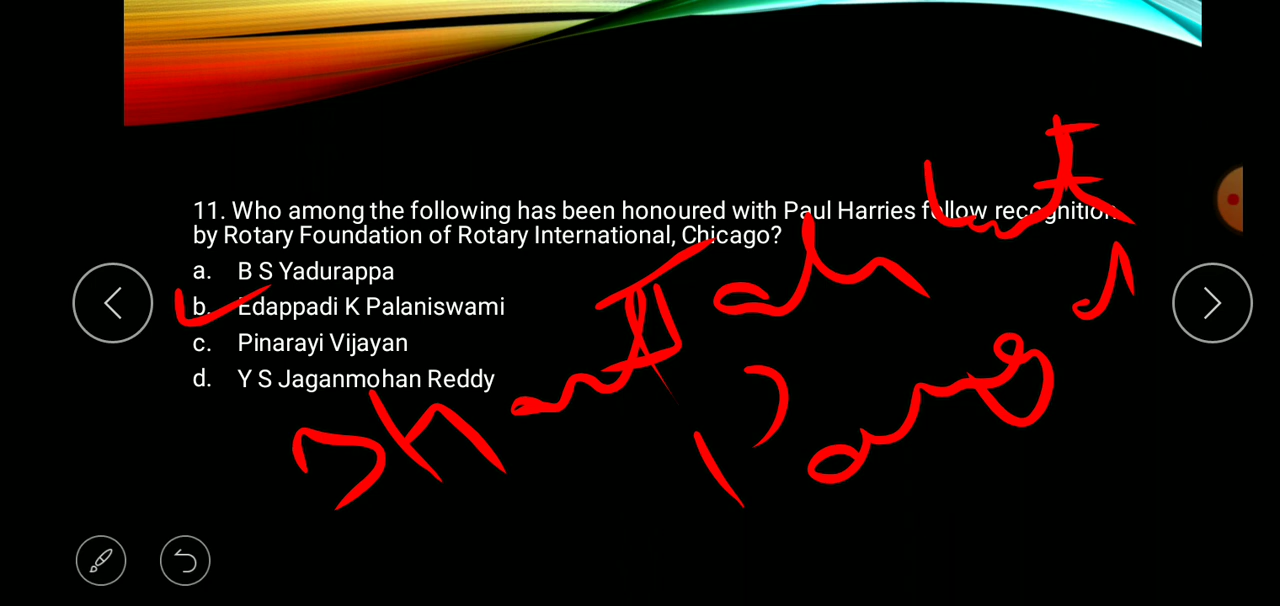 11. Who among the following has been honoured with Paul Harries fellow recognition
by Rotary Foundation of Rotary International, Chicago?
a. B S Yadurappa
b. Edappadi K Palaniswami
c. Pinarayi Vijayan
d. Y S Jaganmohan Reddy